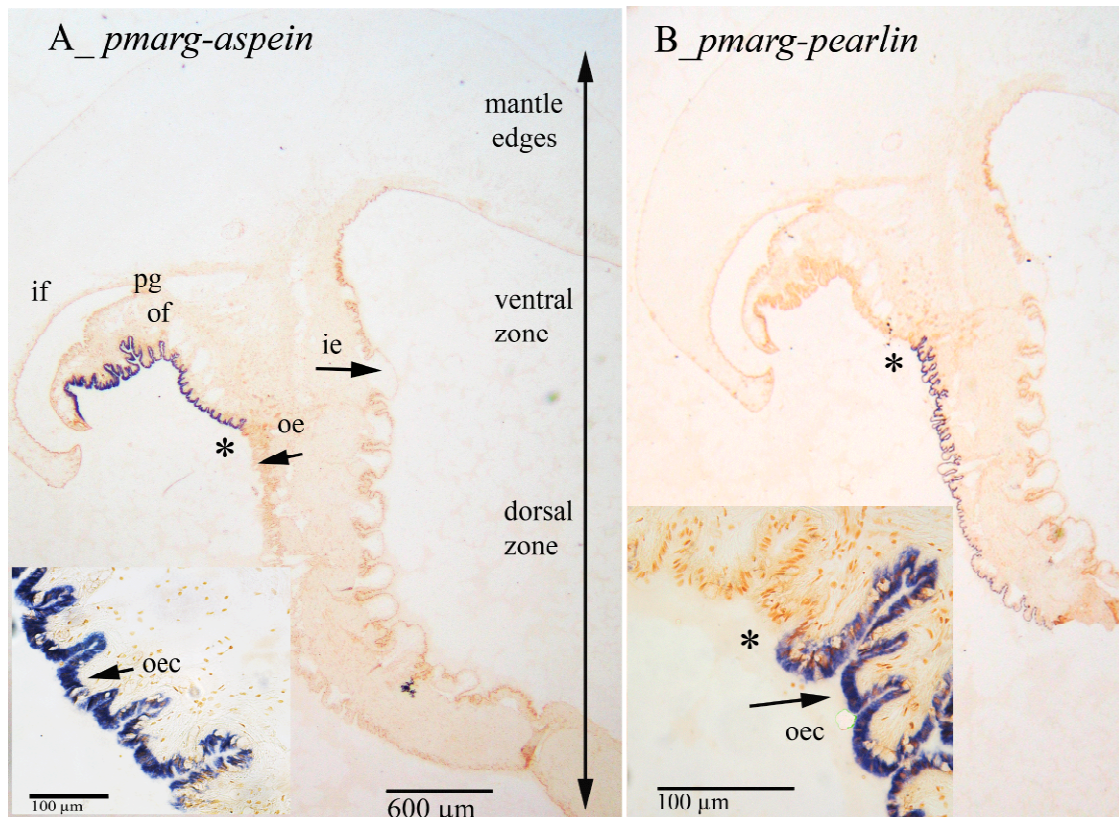 A_ pmarg-aspein
mantle
edges
if
pg
of
ventral
zone
ie
oe
*
dorsal
zone
oec
100 µm
600 µm
B_pmarg-pearlin
*
*
oec
100 µm